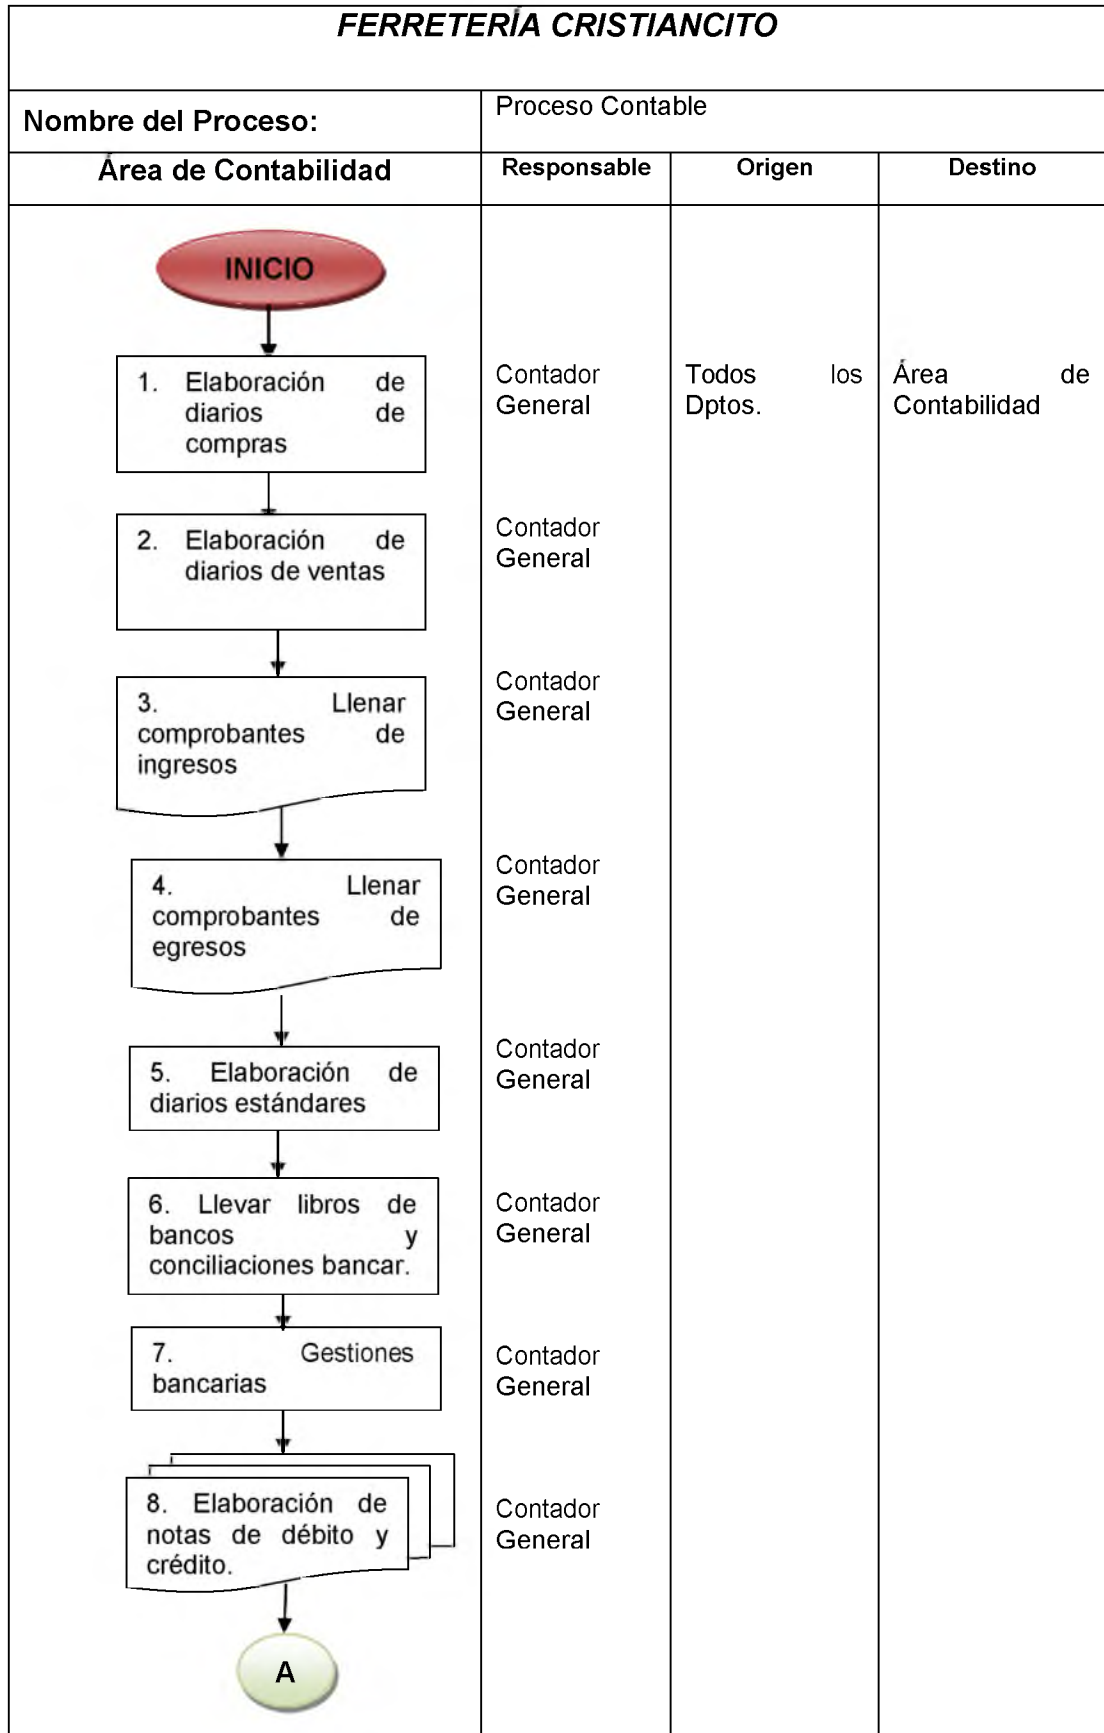 FERRETERÍA CRISTIANCITO
Nombre del Proceso:
Proceso Contable
Área de Contabilidad
Responsable
Origen
Destino
INICIO
1. Elaboración de
diarios de
compras
Contador
General
Todos los
Dptos.
Área de
Contabilidad
2. Elaboración de
diarios de ventas
Contador
General
3. Llenar
comprobantes de
ingresos
Contador
General
4. Llenar
comprobantes de
egresos
Contador
General
5. Elaboración de
diarios estándares
Contador
General
6. Llevar libros de
bancos y
conciliaciones bancar.
Contador
General
7. Gestiones
bancarias
Contador
General
8. Elaboración de
notas de débito y
crédito.
Contador
General
A